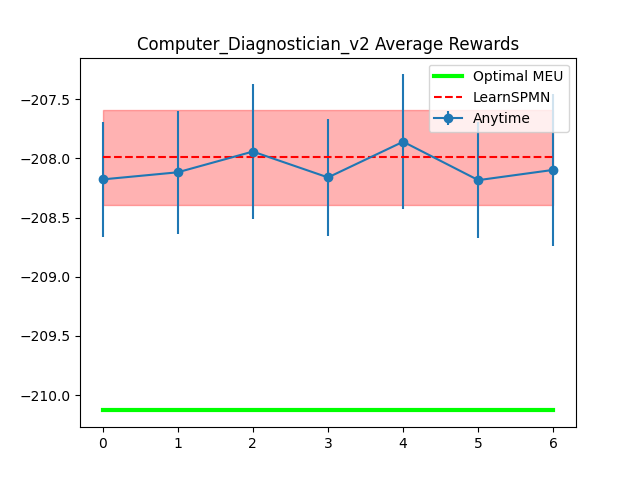 Computer_Diagnostician_v2 Average Rewards
Optimal MEU
LearnSPMN
Anytime
−207.5
−208.0
−208.5
−209.0
−209.5
−210.0
0 1 2 3 4 5 6